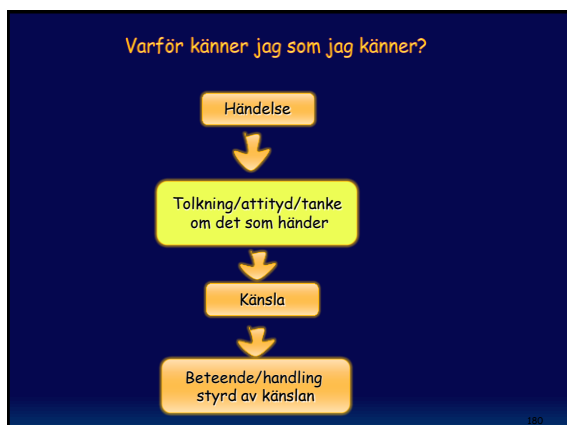 Varför känner jag som jag känner?
Händelse
Tolkning/attityd/tanke
om det som händer
Känsla
Beteende/handling
styrd av känslan
180